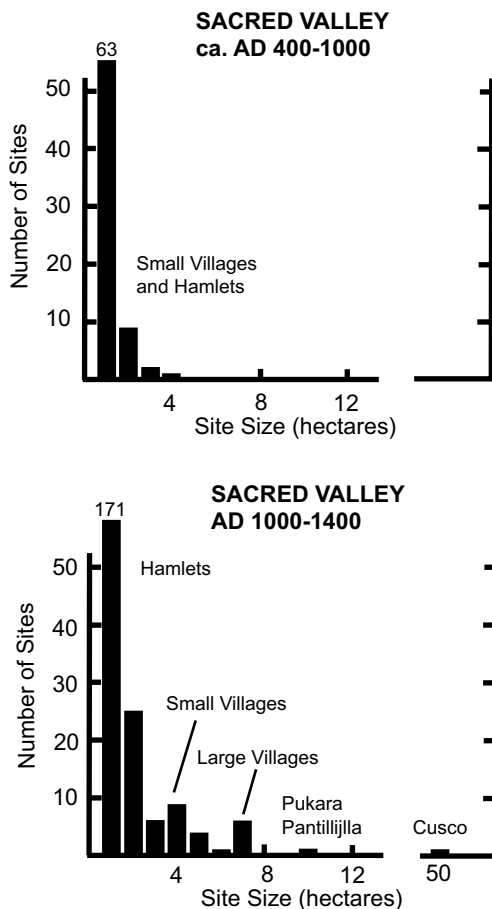 SACRED VALLEY
ca. AD 400-1000
63
50
40
30
20
10
Number of Sites
Small Villages
and Hamlets
4 8 12
Site Size (hectares)
SACRED VALLEY
AD 1000-1400
171
50
40
30
20
10
Number of Sites
Hamlets
Small Villages
Large Villages
Pukara
Pantillijlla
Cusco
4 8 12 50
Site Size (hectares)